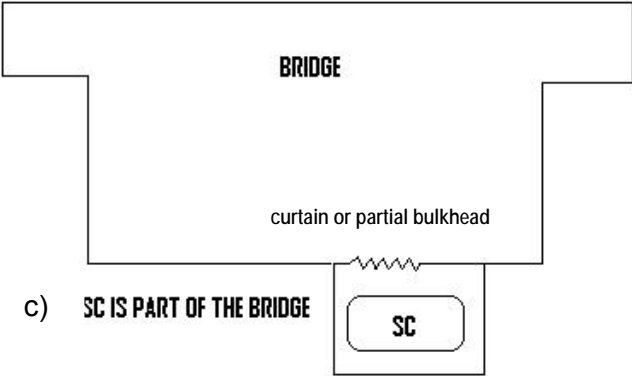 BRIDGE
curtain or partial bulkhead
c) SC IS PART OF THE BRIDGE
SC